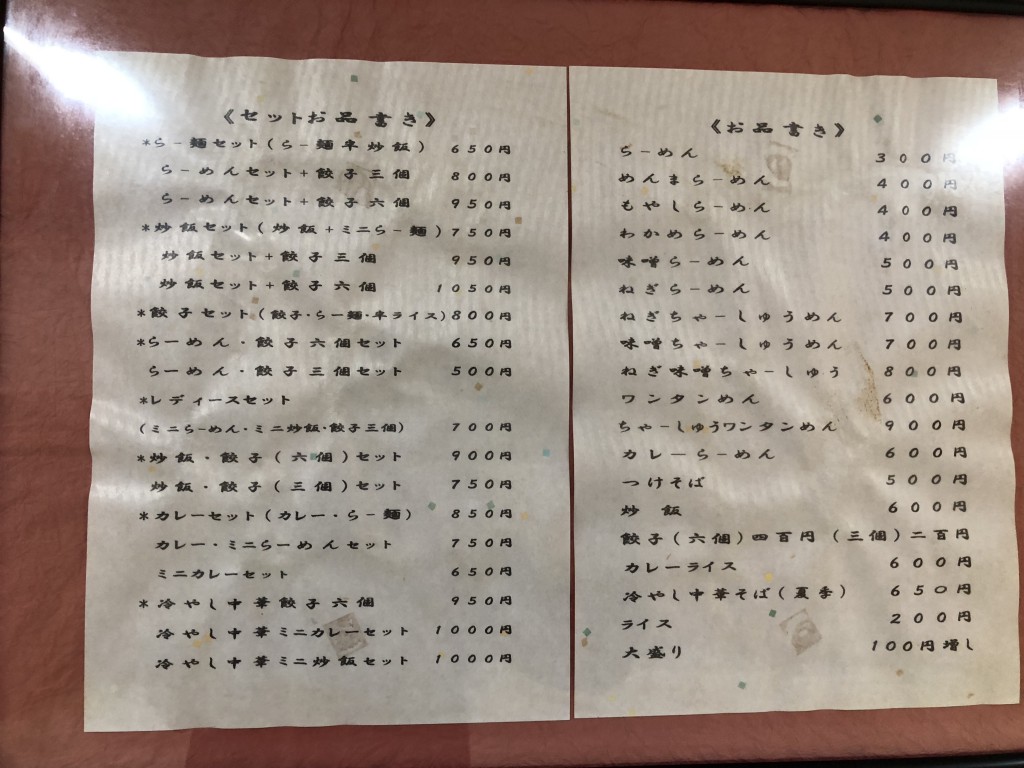 《セットお品書き》
*らー麺セット(らー麺半炒飯) 650円
らーめんセット+餃子三個 800円
らーめんセット+餃子六個 950円
*炒飯セット(炒飯+ミニらー麺) 750円
炒飯セット+餃子三個 950円
炒飯セット+餃子六個 1050円
*餃子セット(餃子・らー麺・半ライス) 800円
*らーめん・餃子六個セット 650円
らーめん・餃子三個セット 500円
*レディースセット
(ミニらーめん・ミニ炒飯・餃子三個) 700円
*炒飯・餃子(六個)セット 900円
炒飯・餃子(三個)セット 750円
*カレーセット(カレー・らー麺) 850円
カレー・ミニらーめんセット 750円
ミニカレーセット 650円
*冷やし中華餃子六個 950円
冷やし中華ミニカレーセット 1000円
冷やし中華ミニ炒飯セット 1000円
《お品書き》
らーめん 300円
めんまらーめん 400円
もやしらーめん 400円
わかめらーめん 400円
味噌らーめん 500円
ねぎらーめん 500円
ねぎちゃーしゅうめん 700円
味噌ちゃーしゅうめん 700円
ねぎ味噌ちゃーしゅう 800円
ワンタンめん 600円
ちゃーしゅうワンタンめん 900円
カレーらーめん 600円
つけそば 500円
炒飯 600円
餃子(六個)四百円 (三個)二百円
カレーライス 600円
冷やし中華そば(夏季) 650円
ライス 200円
大盛り 100円増し